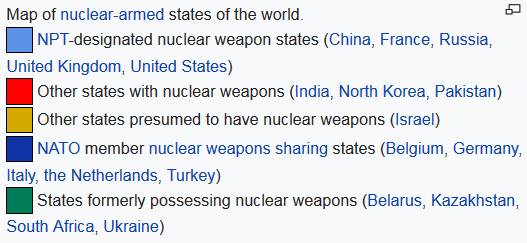 Map of nuclear-armed states of the world.
NPT-designated nuclear weapon states (China, France, Russia,
United Kingdom, United States)
Other states with nuclear weapons (India, North Korea, Pakistan)
Other states presumed to have nuclear weapons (Israel)
NATO member nuclear weapons sharing states (Belgium, Germany,
Italy, the Netherlands, Turkey)
States formerly possessing nuclear weapons (Belarus, Kazakhstan,
South Africa, Ukraine)